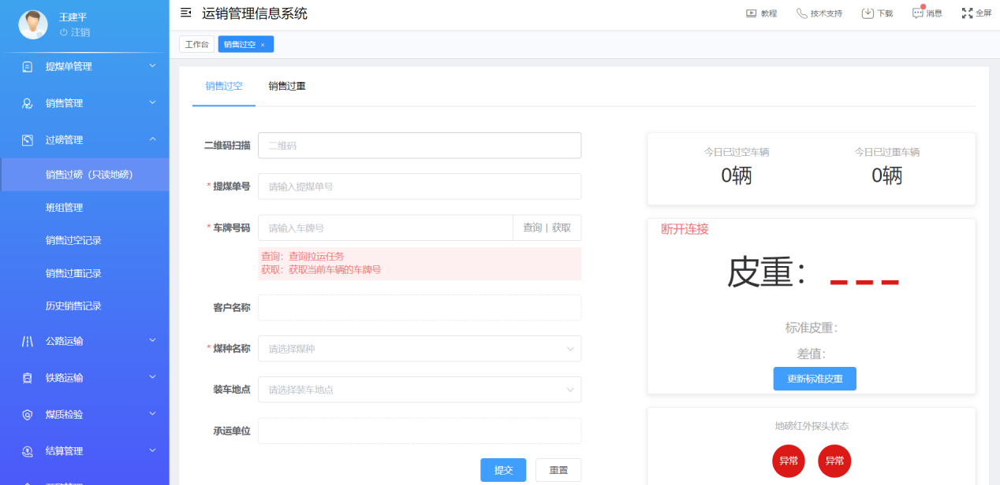 王建平
注销
提煤单管理
销售管理
过磅管理
销售过磅（只读地磅）
班组管理
销售过空记录
销售过重记录
历史销售记录
公路运输
铁路运输
煤质检验
结算管理
运销管理信息系统
教程 技术支持 下载 消息 全屏
工作台 销售过空 ×
销售过空 销售过重
二维码扫描 二维码
* 提煤单号 请输入提煤单号
* 车牌号码 请输入车牌号 查询 | 获取
查询：查询拉运任务
获取：获取当前车辆的车牌号
客户名称
* 煤种名称 请选择煤种
装车地点 请选择装车地点
承运单位
提交 重置
今日已过空车辆 今日已过重车辆
0辆 0辆
断开连接
皮重： ---
标准皮重：
差值：
更新标准皮重
地磅红外探头状态
异常 异常